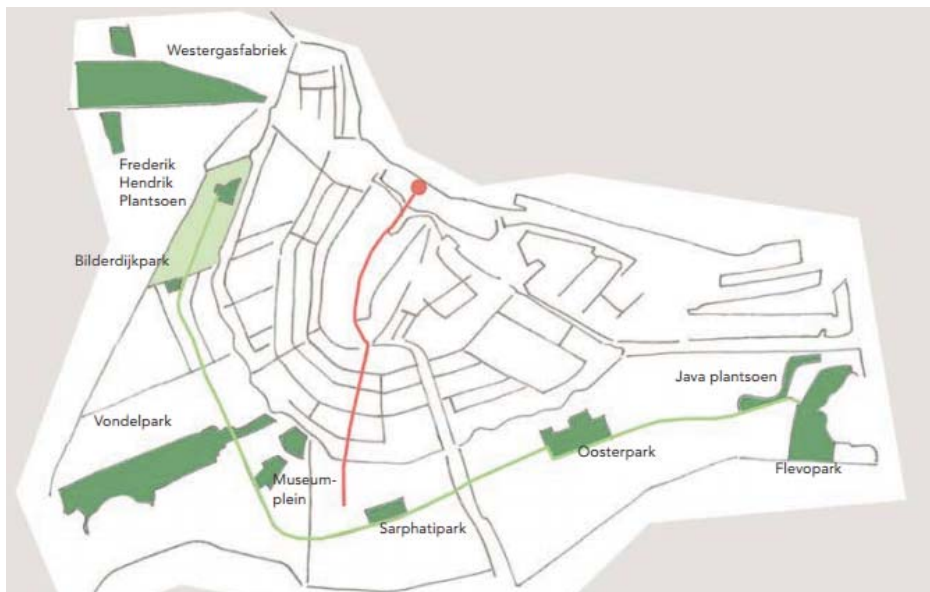 Westergasfabriek
Frederik
Hendrik
Plantsoen
Bilderdijkpark
Java plantsoen
Vondelpark
Oosterpark
Flevopark
Museum-
plein
Sarphatipark